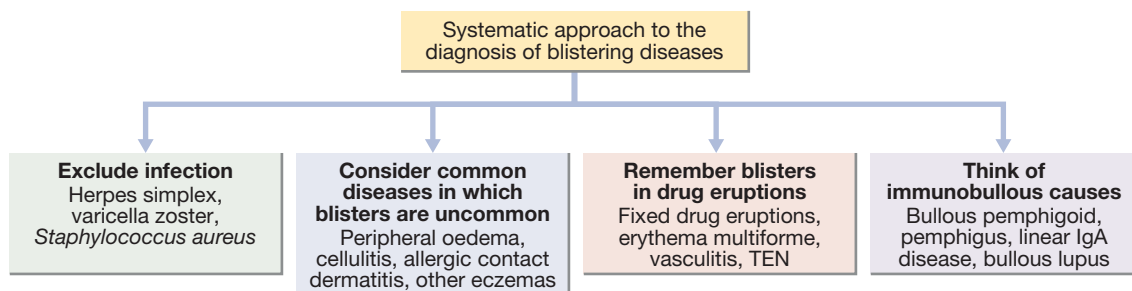 Systematic approach to the
diagnosis of blistering diseases
Exclude infection
Herpes simplex,
varicella zoster,
Staphylococcus aureus
Consider common
diseases in which
blisters are uncommon
Peripheral oedema,
cellulitis, allergic contact
dermatitis, other eczemas
Remember blisters
in drug eruptions
Fixed drug eruptions,
erythema multiforme,
vasculitis, TEN
Think of
immunobullous causes
Bullous pemphigoid,
pemphigus, linear IgA
disease, bullous lupus